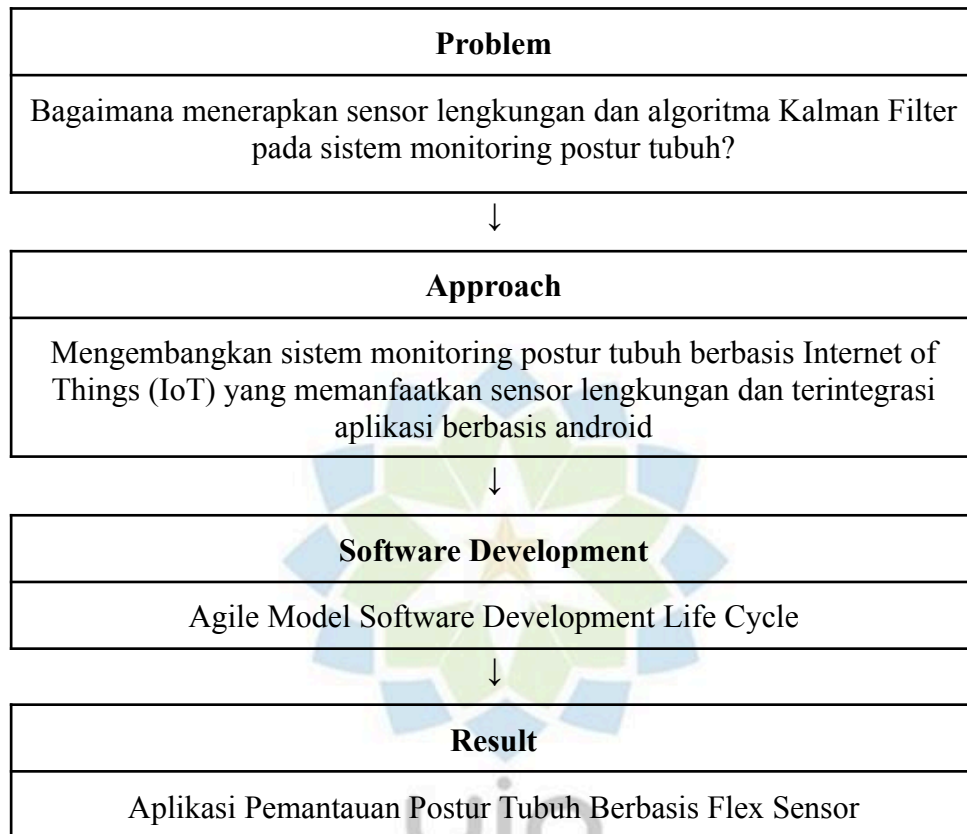 Problem
Bagaimana menerapkan sensor lengkungan dan algoritma Kalman Filter
pada sistem monitoring postur tubuh?
↓
Approach
Mengembangkan sistem monitoring postur tubuh berbasis Internet of
Things (IoT) yang memanfaatkan sensor lengkungan dan terintegrasi
aplikasi berbasis android
↓
Software Development
Agile Model Software Development Life Cycle
↓
Result
Aplikasi Pemantauan Postur Tubuh Berbasis Flex Sensor
uin